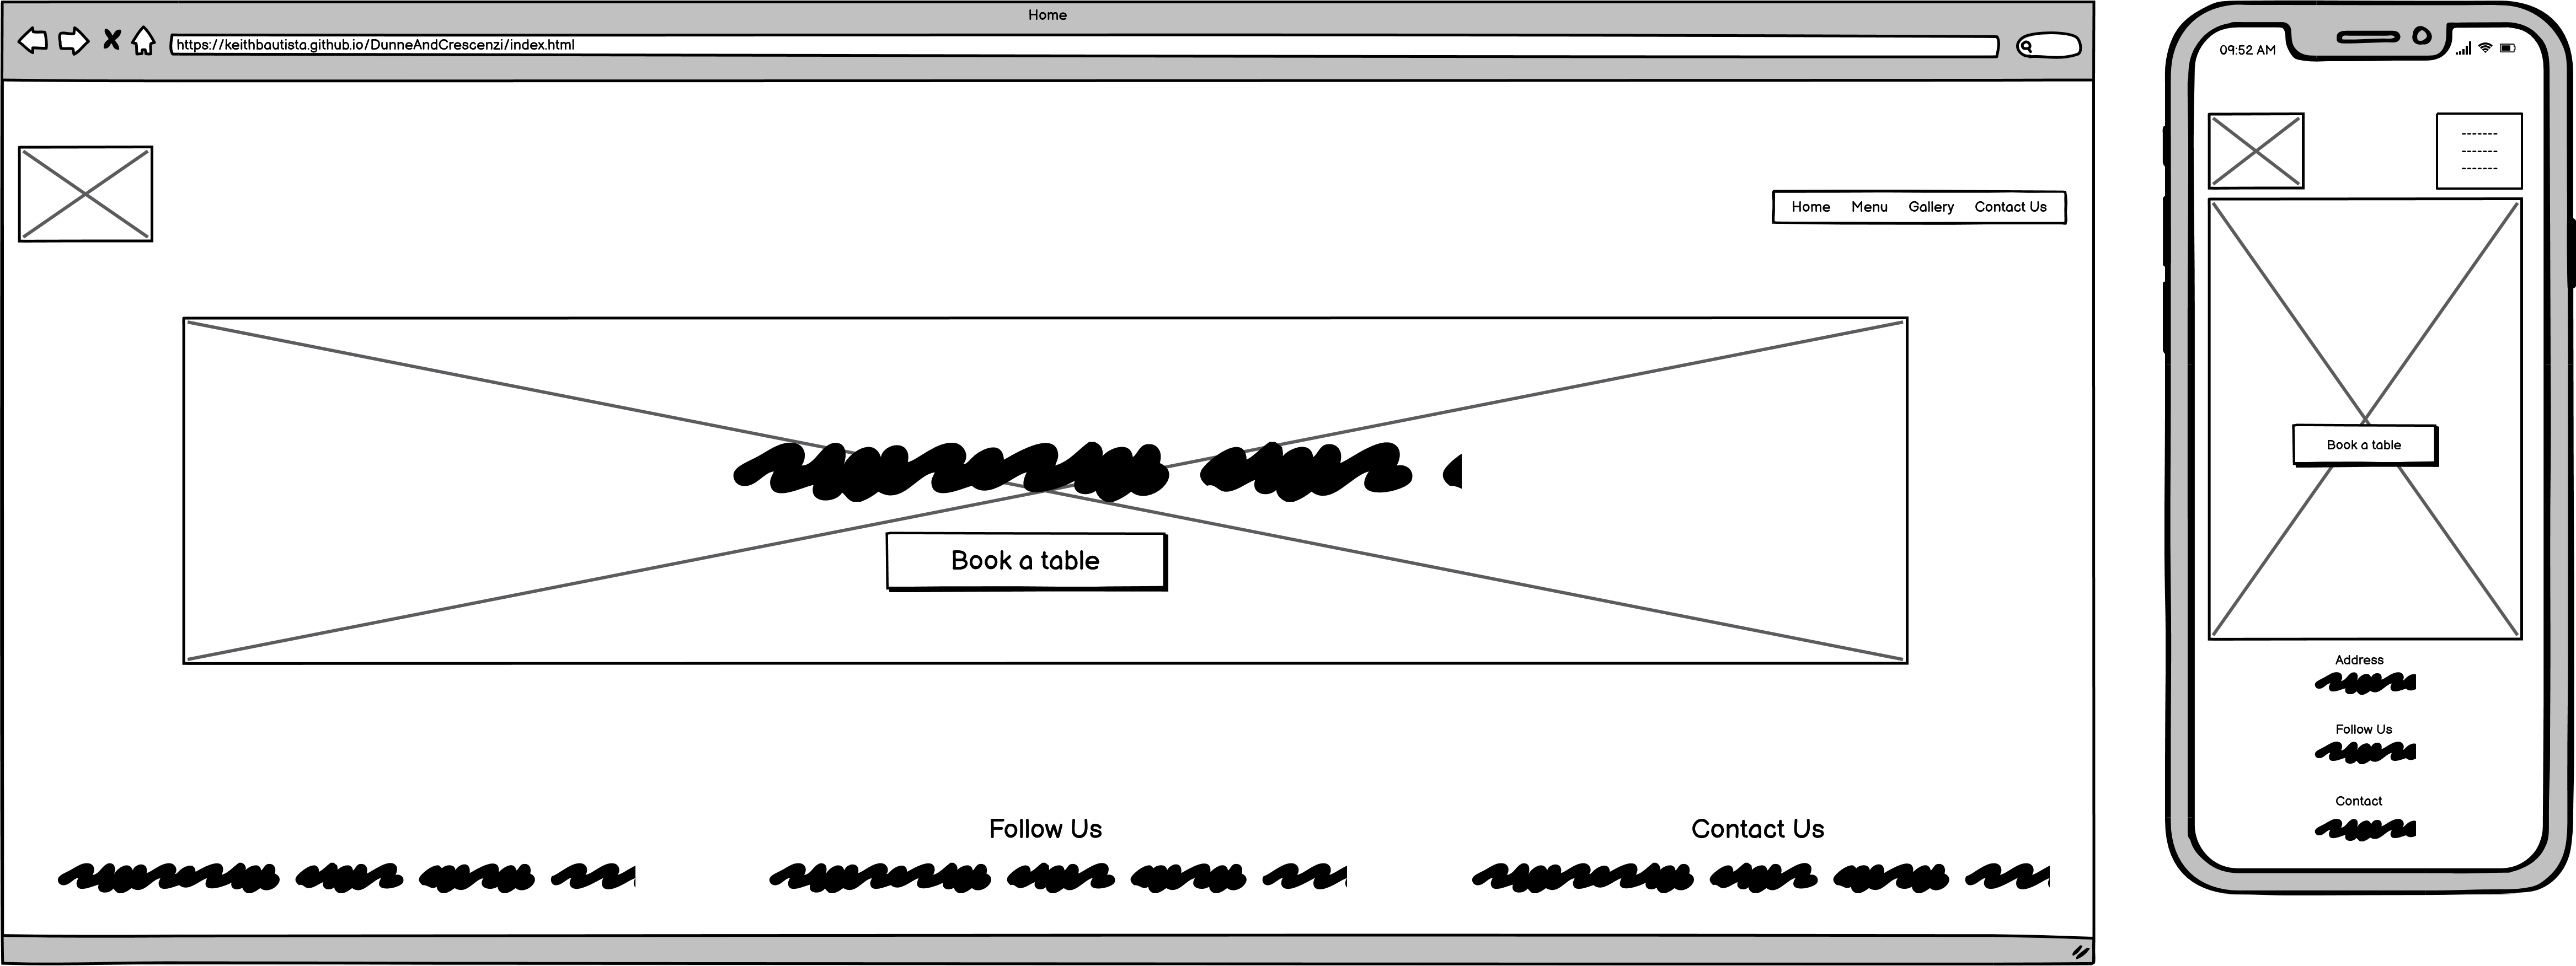 Home
https://keithbautista.github.io/DunneAndCrescenzi/index.html
Home Menu Gallery Contact Us
Book a table
Follow Us
Contact Us
09:52 AM
Book a table
Address
Follow Us
Contact